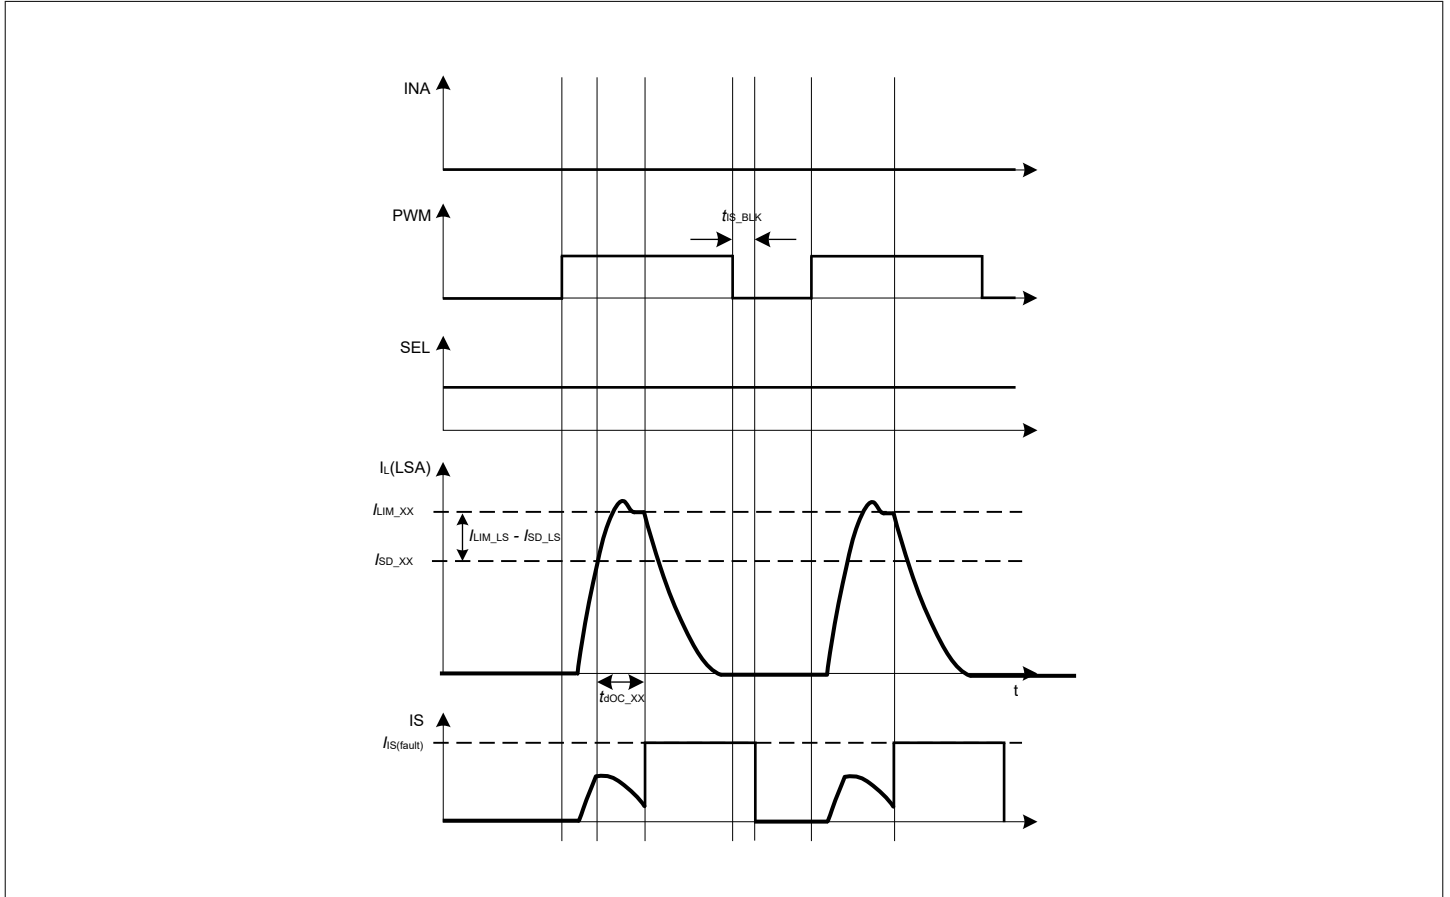 INA
PWM
tIS_BLK
SEL
IL(LSA)
ILIM_XX
ILIM_LS - ISD_LS
ISD_XX
t
tdOC_XX
IS
IIS(fault)